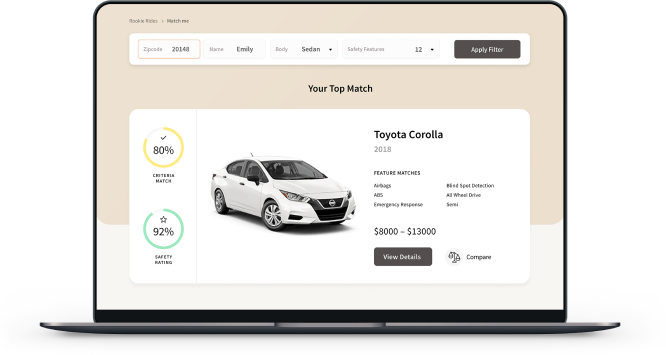 Rookie Rides > Match me
Zipcode 20148 Name Emily Body Sedan Safety Features 12 Apply Filter
Your Top Match
80%
CRITERIA
MATCH
92%
SAFETY
RATING
Toyota Corolla
2018
FEATURE MATCHES
Airbags Blind Spot Detection
ABS All Wheel Drive
Emergency Response Semi
$8000 – $13000
View Details Compare